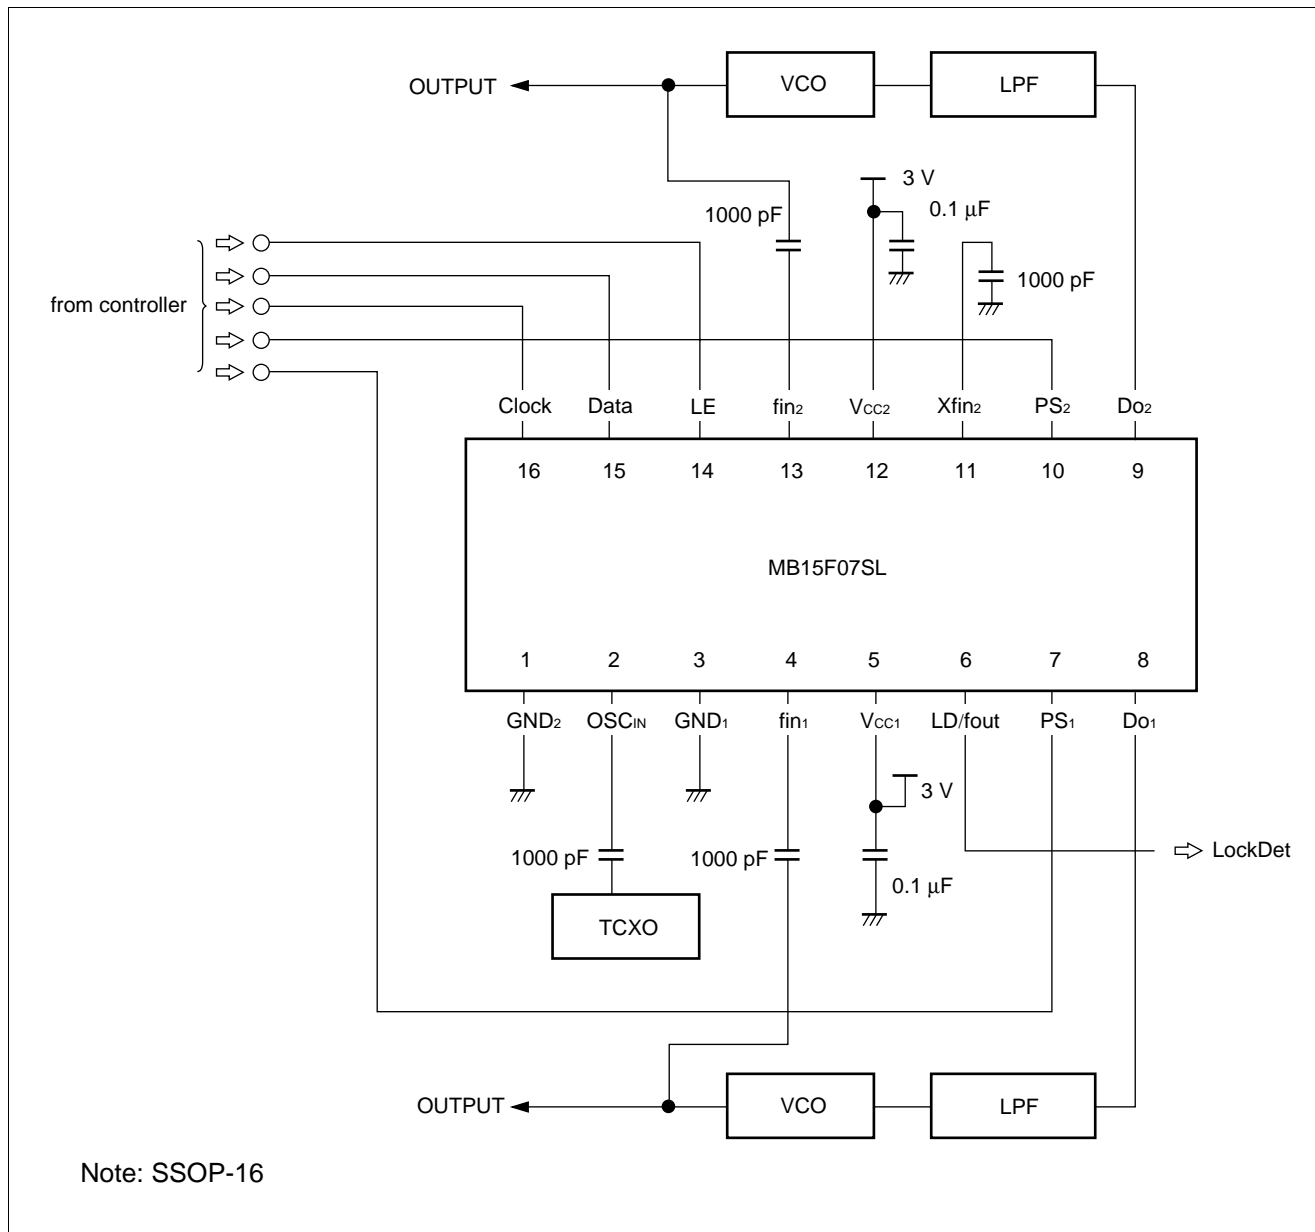 OUTPUT
VCO
LPF
3 V
0.1 μF
1000 pF
1000 pF
from controller
Clock Data LE fin2 VCC2 Xfin2 PS2 Do2
16 15 14 13 12 11 10 9
MB15F07SL
1 2 3 4 5 6 7 8
GND2 OSCIN GND1 fin1 VCC1 LD/fout PS1 Do1
3 V
1000 pF
1000 pF
LockDet
0.1 μF
TCXO
OUTPUT
VCO
LPF
Note: SSOP-16